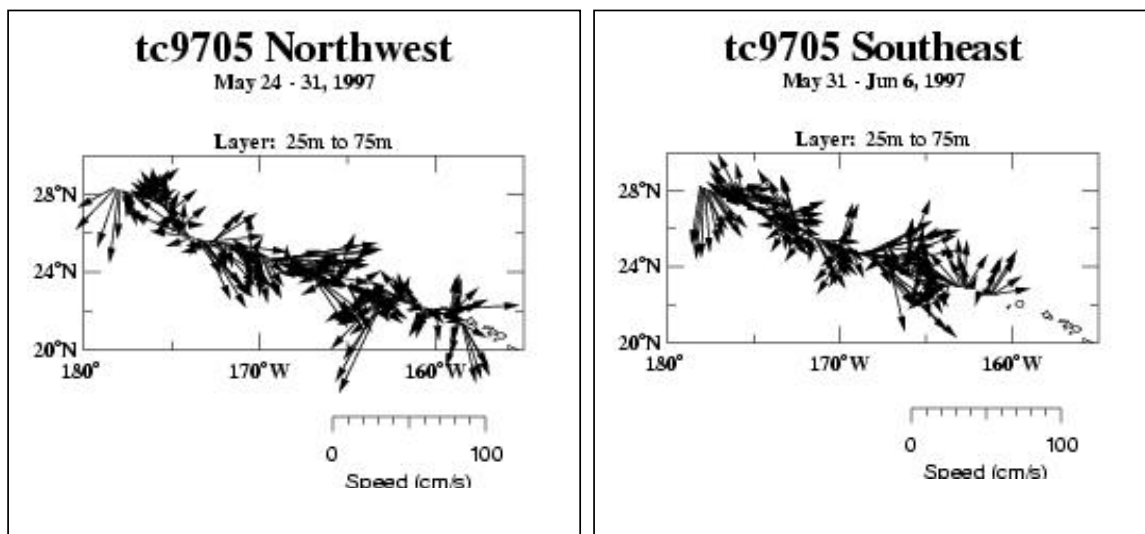 tc9705 Northwest
May 24 - 31, 1997
Layer: 25m to 75m
28°N
24°N
20°N
180°
170°W
160°W
0
100
Speed (cm/s)
tc9705 Southeast
May 31 - Jun 6, 1997
Layer: 25m to 75m
28°N
24°N
20°N
180°
170°W
160°W
0
100
Speed (cm/s)